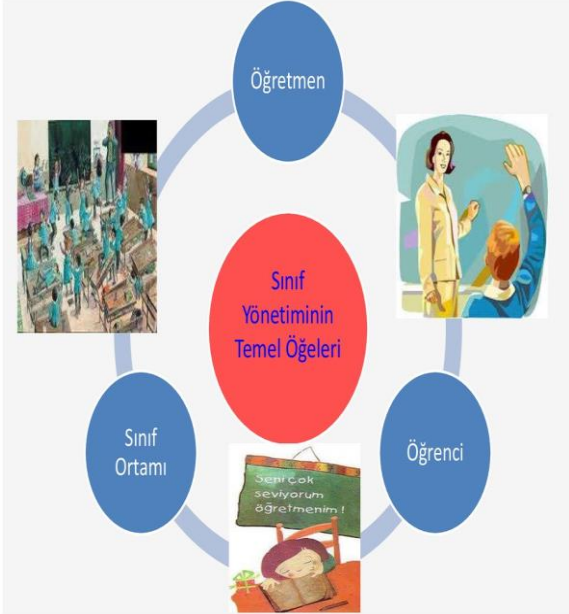 Öğretmen
Sınıf
Yönetiminin
Temel Öğeleri
Sınıf
Ortamı
Öğrenci
Seni çok
seviyorum
öğretmenim!